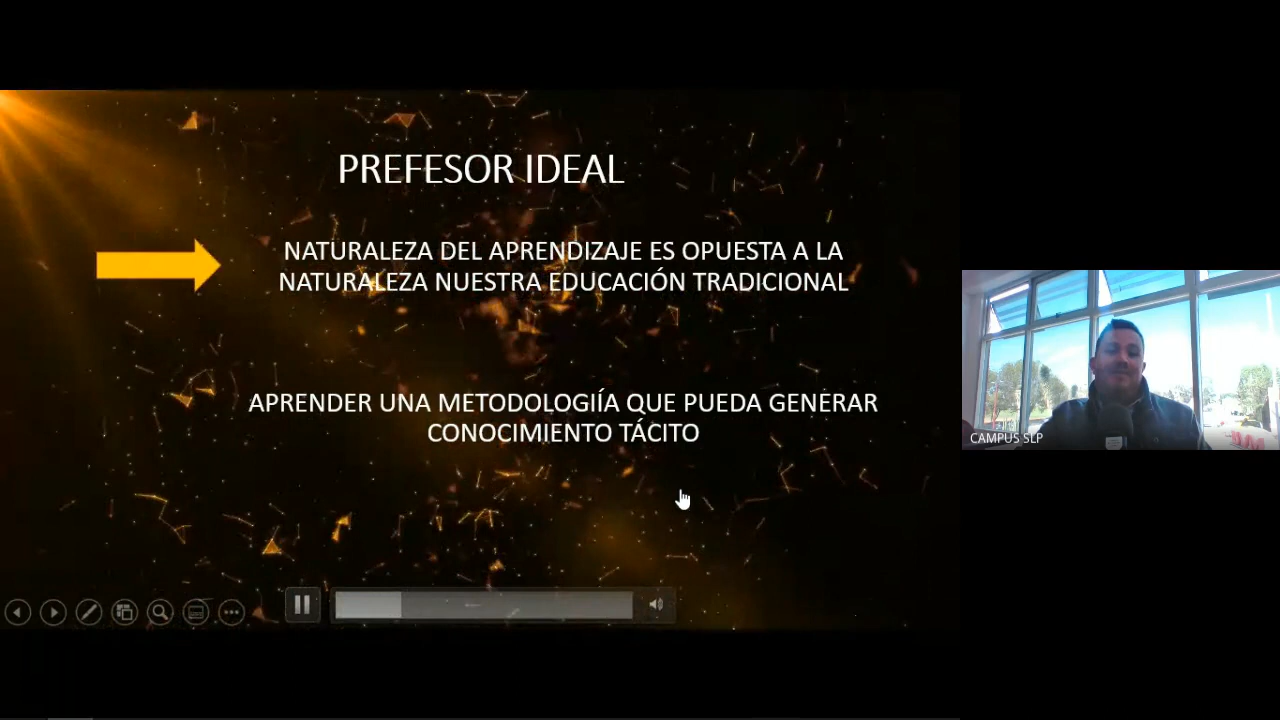 PREFESOR IDEAL
NATURALEZA DEL APRENDIZAJE ES OPUESTA A LA
NATURALEZA NUESTRA EDUCACIÓN TRADICIONAL
APRENDER UNA METODOLOGIÍA QUE PUEDA GENERAR
CONOCIMIENTO TÁCITO
CAMPUS SLP